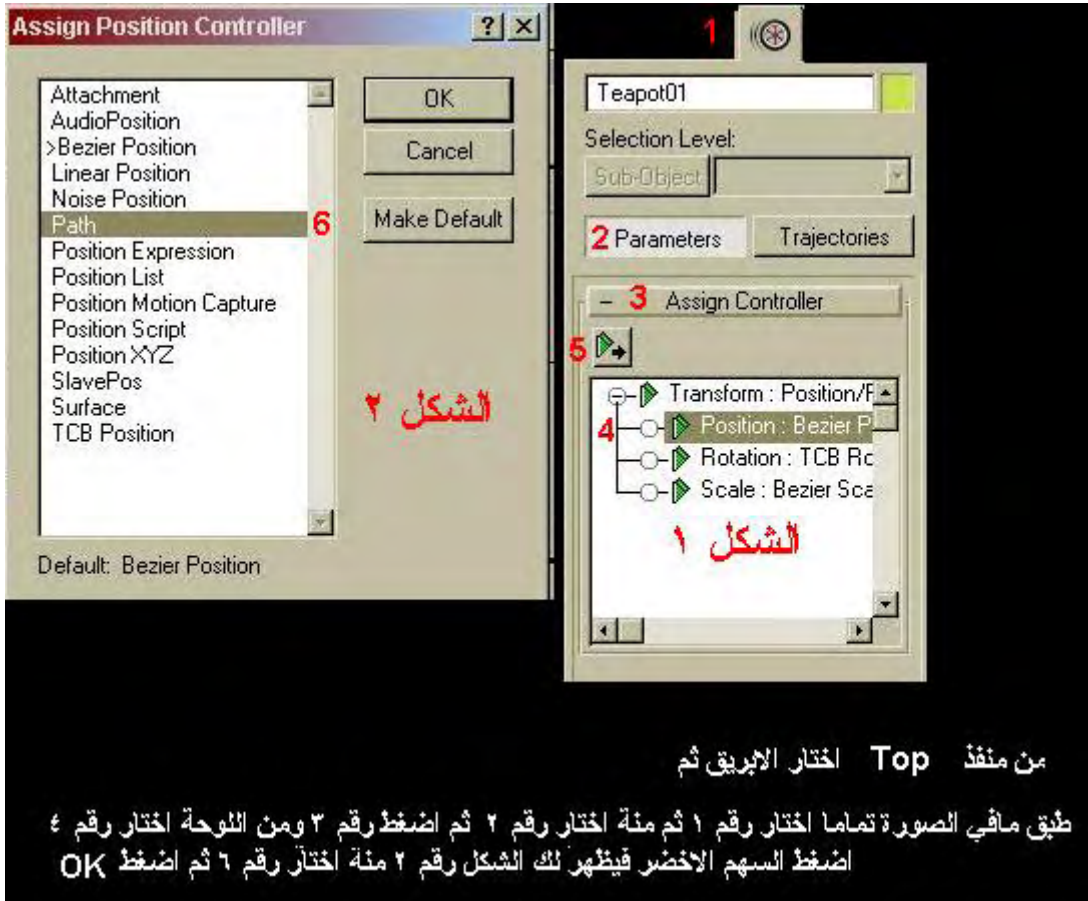 Assign Position Controller
Attachment
AudioPosition
>Bezier Position
Linear Position
Noise Position
Path
6
Position Expression
Position List
Position Motion Capture
Position Script
Position XYZ
SlavePos
Surface
TCB Position
OK
Cancel
Make Default
الشكل ٢
Default: Bezier Position
1
Teapot01
Selection Level:
Sub-Object
2 Parameters
Trajectories
– 3 Assign Controller
5
Transform : Position/
4 Position : Bezier P
Rotation : TCB Ro
Scale : Bezier Sca
الشكل ١
من منفذ Top اختار الابريق ثم
طبق مافي الصورة تماما اختار رقم ١ ثم منة اختار رقم ٢ ثم اضغط رقم ٣ ومن اللوحة اختار رقم ٤
اضغط السهم الاخضر فيظهر لك الشكل رقم ٢ منة اختار رقم ٦ ثم اضغط OK